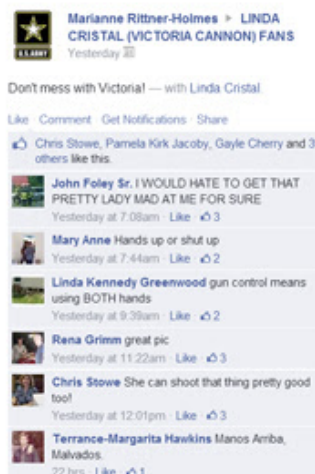 Marianne Rittner-Holmes ▸ LINDA
CRISTAL (VICTORIA CANNON) FANS
Yesterday
U.S.ARMY
Don't mess with Victoria! — with Linda Cristal.
Like · Comment · Get Notifications · Share
Chris Stowe, Pamela Kirk Jacoby, Gayle Cherry and 3
others like this.
John Foley Sr. I WOULD HATE TO GET THAT
PRETTY LADY MAD AT ME FOR SURE
Yesterday at 7:08am · Like · 3
Mary Anne Hands up or shut up
Yesterday at 7:44am · Like · 2
Linda Kennedy Greenwood gun control means
using BOTH hands
Yesterday at 9:39am · Like · 2
Rena Grimm great pic
Yesterday at 11:22am · Like · 3
Chris Stowe She can shoot that thing pretty good
too!
Yesterday at 12:01pm · Like · 3
Terrance-Margarita Hawkins Manos Arriba,
Malvados.
22 hrs · Like · 1